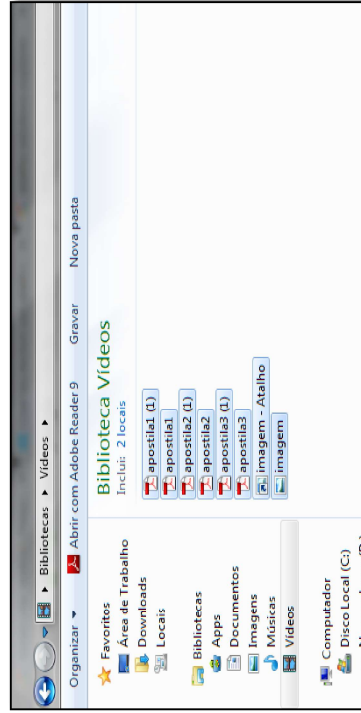 Bibliotecas ▸ Vídeos ▸
Organizar ▾ Abrir com Adobe Reader 9 Gravar Nova pasta
Favoritos
Área de Trabalho
Downloads
Locais
Bibliotecas
Apps
Documentos
Imagens
Músicas
Vídeos
Computador
Disco Local (C:)
Biblioteca Vídeos
Inclui: 2 locais
apostila1 (1)
apostila1
apostila2 (1)
apostila2
apostila3 (1)
apostila3
imagem - Atalho
imagem